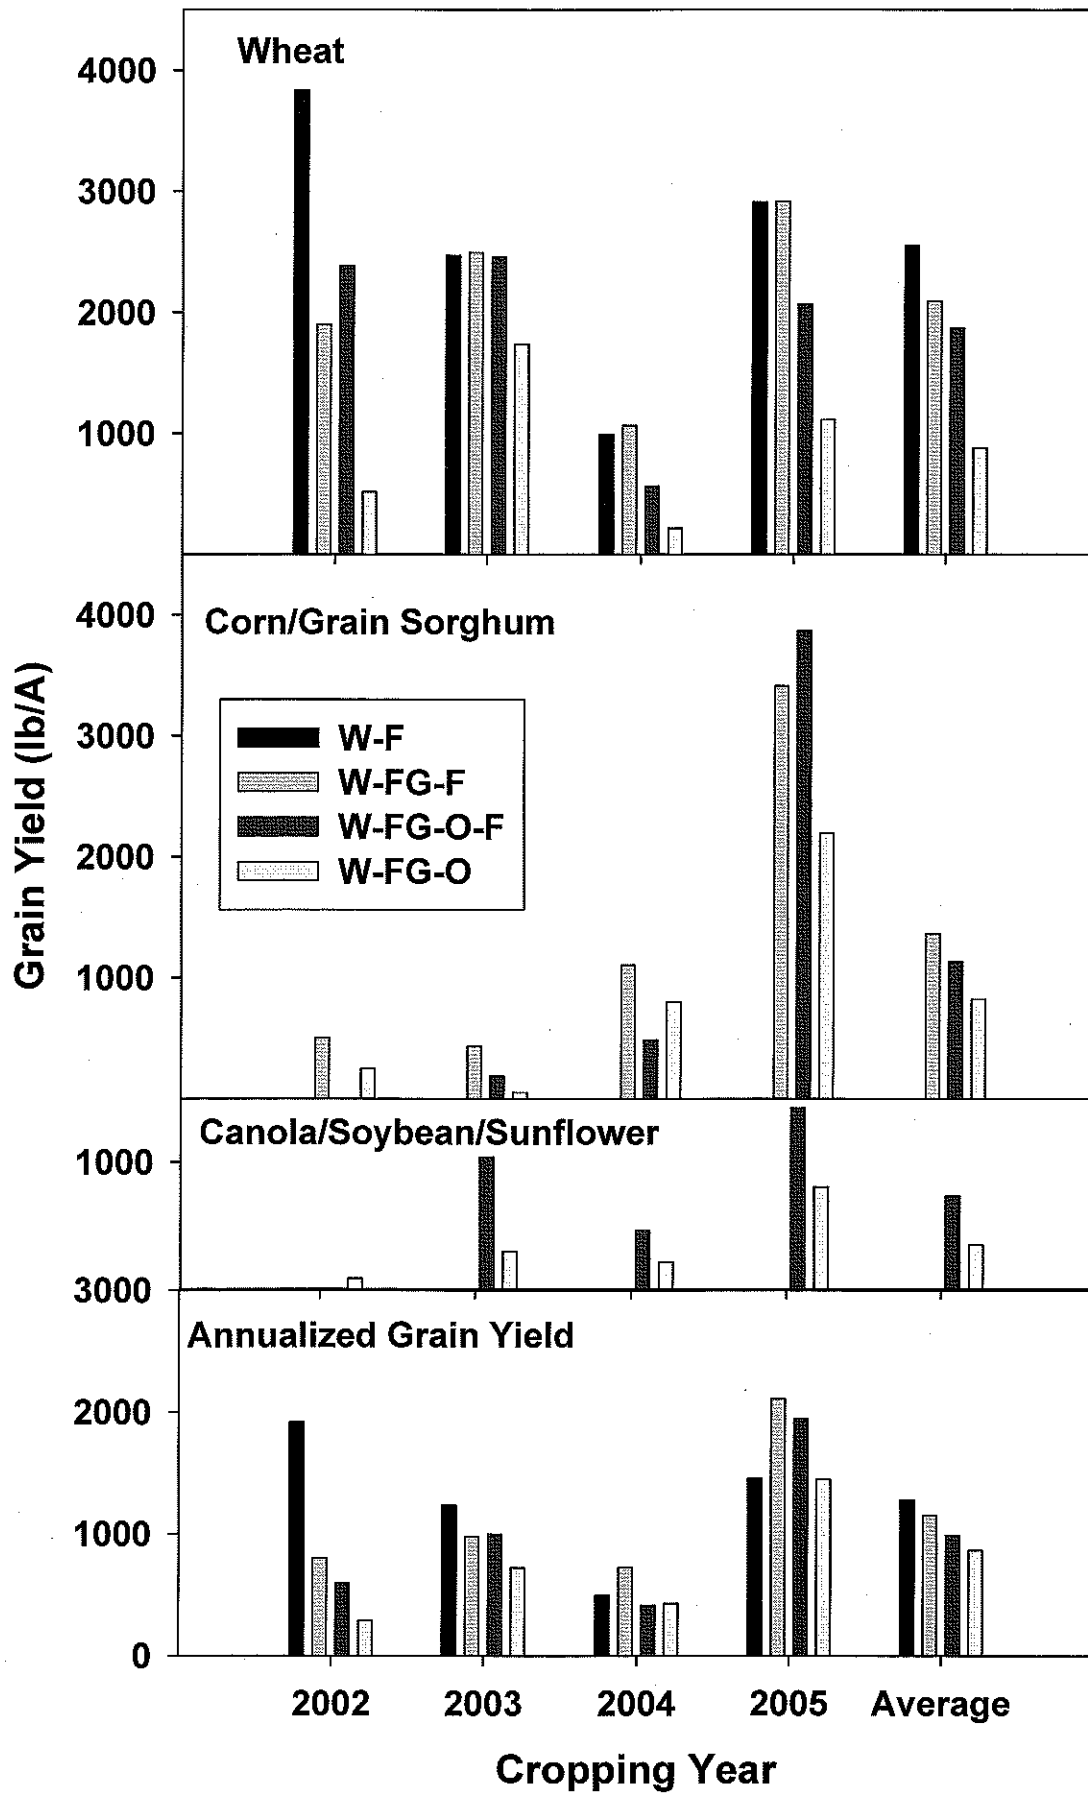 Wheat
4000
3000
2000
1000
Corn/Grain Sorghum
4000
3000
2000
1000
W-F
W-FG-F
W-FG-O-F
W-FG-O
Grain Yield (lb/A)
Canola/Soybean/Sunflower
1000
3000
Annualized Grain Yield
2000
1000
0
2002 2003 2004 2005 Average
Cropping Year